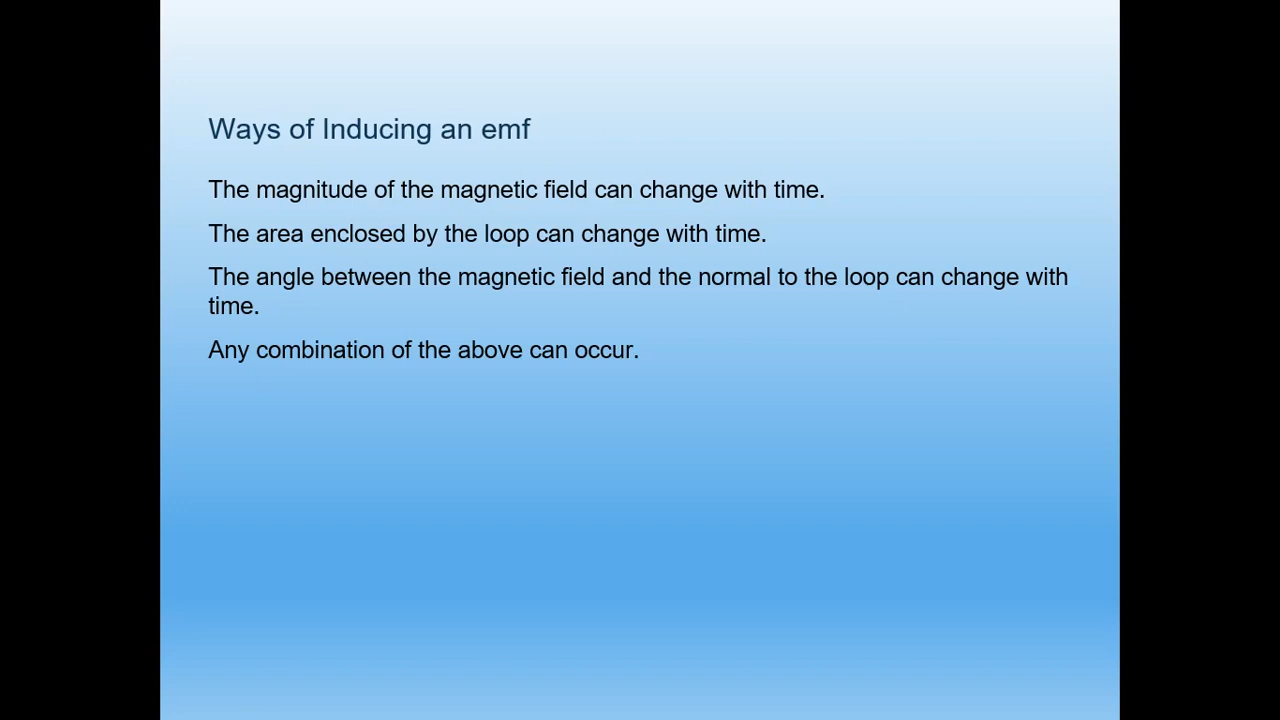 Ways of Inducing an emf
The magnitude of the magnetic field can change with time.
The area enclosed by the loop can change with time.
The angle between the magnetic field and the normal to the loop can change with
time.
Any combination of the above can occur.